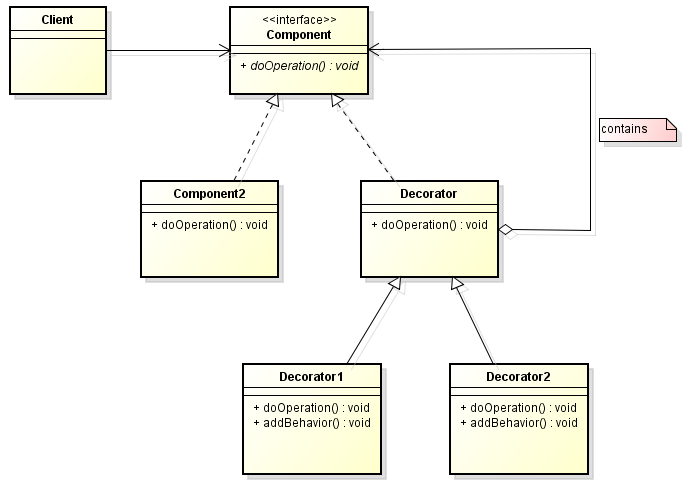 Client
<<interface>>
Component
+ doOperation() : void
contains
Component2
+ doOperation() : void
Decorator
+ doOperation() : void
Decorator1
+ doOperation() : void
+ addBehavior() : void
Decorator2
+ doOperation() : void
+ addBehavior() : void